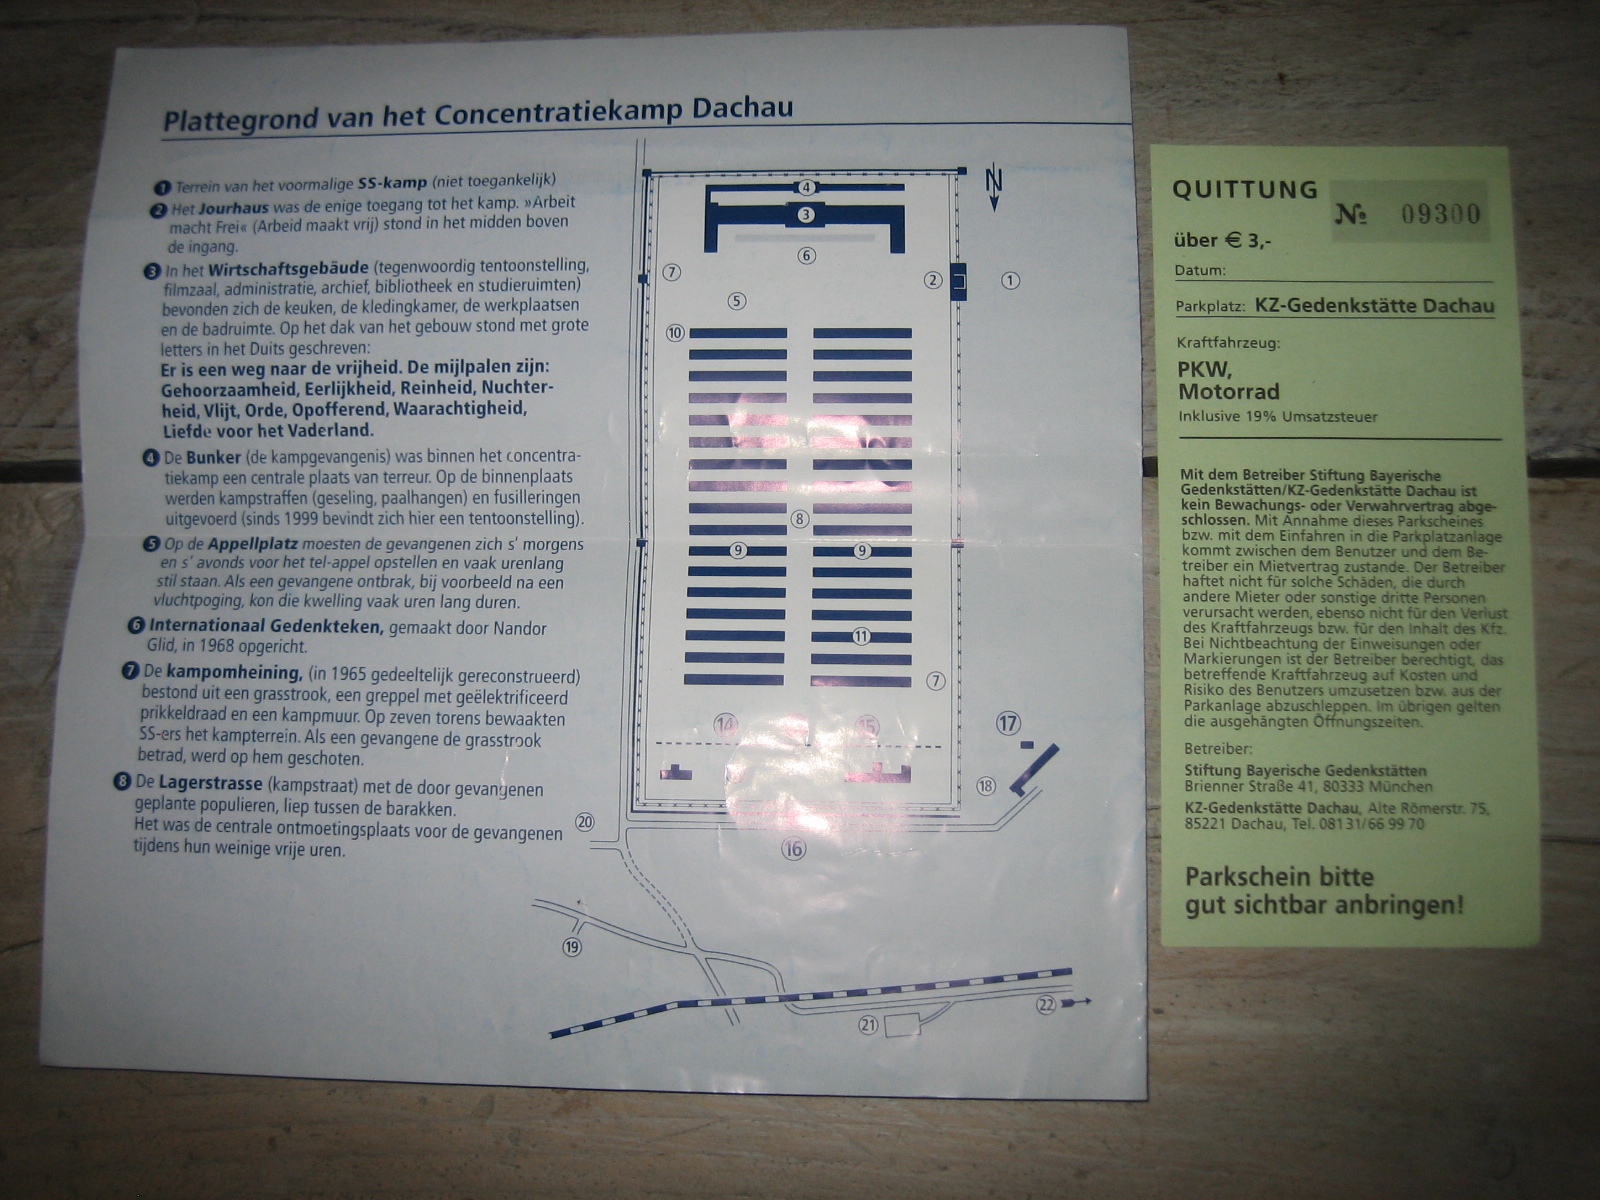 Plattegrond van het Concentratiekamp Dachau
1 Terrein van het voormalige SS-kamp (niet toegankelijk)
2 Het Jourhaus was de enige toegang tot het kamp. »Arbeit
macht Frei« (Arbeid maakt vrij) stond in het midden boven
de ingang.
3 In het Wirtschaftsgebäude (tegenwoordig tentoonstelling,
filmzaal, administratie, archief, bibliotheek en studieruimten)
bevonden zich de keuken, de kledingkamer, de werkplaatsen
en de badruimte. Op het dak van het gebouw stond met grote
letters in het Duits geschreven:
Er is een weg naar de vrijheid. De mijlpalen zijn:
Gehoorzaamheid, Eerlijkheid, Reinheid, Nuchter-
heid, Vlijt, Orde, Opofferend, Waarachtigheid,
Liefde voor het Vaderland.
4 De Bunker (de kampgevangenis) was binnen het concentra-
tiekamp een centrale plaats van terreur. Op de binnenplaats
werden kampstraffen (geseling, paalhangen) en fusilleringen
uitgevoerd (sinds 1999 bevindt zich hier een tentoonstelling).
5 Op de Appellplatz moesten de gevangenen zich s' morgens
en s' avonds voor het tel-appel opstellen en vaak urenlang
stil staan. Als een gevangene ontbrak, bij voorbeeld na een
vluchtpoging, kon die kwelling vaak uren lang duren.
6 Internationaal Gedenkteken, gemaakt door Nandor
Glid, in 1968 opgericht.
7 De kampomheining, (in 1965 gedeeltelijk gereconstrueerd)
bestond uit een grasstrook, een greppel met geëlektrificeerd
prikkeldraad en een kampmuur. Op zeven torens bewaakten
SS-ers het kampterrein. Als een gevangene de grasstrook
betrad, werd op hem geschoten.
8 De Lagerstrasse (kampstraat) met de door gevangenen
geplante populieren, liep tussen de barakken.
Het was de centrale ontmoetingsplaats voor de gevangenen
tijdens hun weinige vrije uren.
N
4
3
6
7
2
1
5
10
8
9
9
11
7
14
15
17
18
20
16
19
22
21
QUITTUNG
№ 09300
über € 3,-
Datum:
Parkplatz: KZ-Gedenkstätte Dachau
Kraftfahrzeug:
PKW,
Motorrad
Inklusive 19% Umsatzsteuer
Mit dem Betreiber Stiftung Bayerische
Gedenkstätten/KZ-Gedenkstätte Dachau ist
kein Bewachungs- oder Verwahrvertrag abge-
schlossen. Mit Annahme dieses Parkscheines
bzw. mit dem Einfahren in die Parkplatzanlage
kommt zwischen dem Benutzer und dem Be-
treiber ein Mietvertrag zustande. Der Betreiber
haftet nicht für solche Schäden, die durch
andere Mieter oder sonstige dritte Personen
verursacht werden, ebenso nicht für den Verlust
des Kraftfahrzeugs bzw. für den Inhalt des Kfz.
Bei Nichtbeachtung der Einweisungen oder
Markierungen ist der Betreiber berechtigt, das
betreffende Kraftfahrzeug auf Kosten und
Risiko des Benutzers umzusetzen bzw. aus der
Parkanlage abzuschleppen. Im übrigen gelten
die ausgehängten Öffnungszeiten.
Betreiber:
Stiftung Bayerische Gedenkstätten
Brienner Straße 41, 80333 München
KZ-Gedenkstätte Dachau, Alte Römerstr. 75,
85221 Dachau, Tel. 081 31/66 99 70
Parkschein bitte
gut sichtbar anbringen!